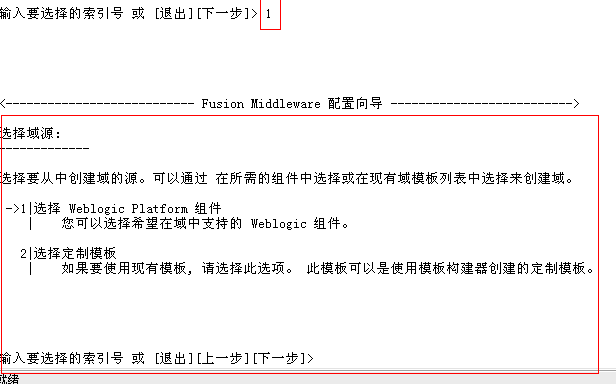 输入要选择的索引号 或 [退出][下一步]> 1
<--------------------------- Fusion Middleware 配置向导 -------------------------->
选择域源:
-------------
选择要从中创建域的源。可以通过 在所需的组件中选择或在现有域模板列表中选择来创建域。
->1|选择 Weblogic Platform 组件
|    您可以选择希望在域中支持的 Weblogic 组件。
2|选择定制模板
|    如果要使用现有模板, 请选择此选项。 此模板可以是使用模板构建器创建的定制模板。
输入要选择的索引号 或 [退出][上一步][下一步]>
就绪